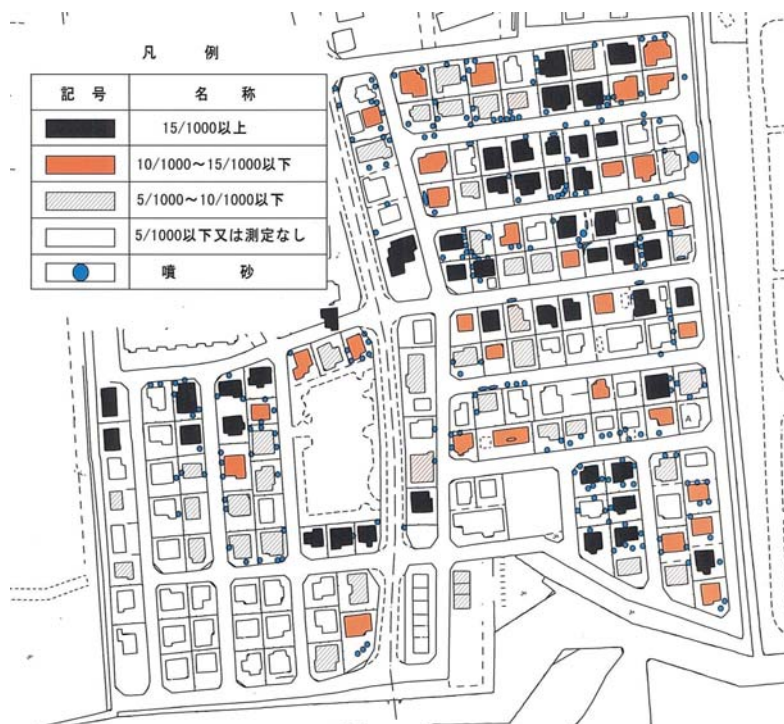 凡 例
記 号 名 称
15/1000以上
10/1000～15/1000以下
5/1000～10/1000以下
5/1000以下又は測定なし
噴 砂
A